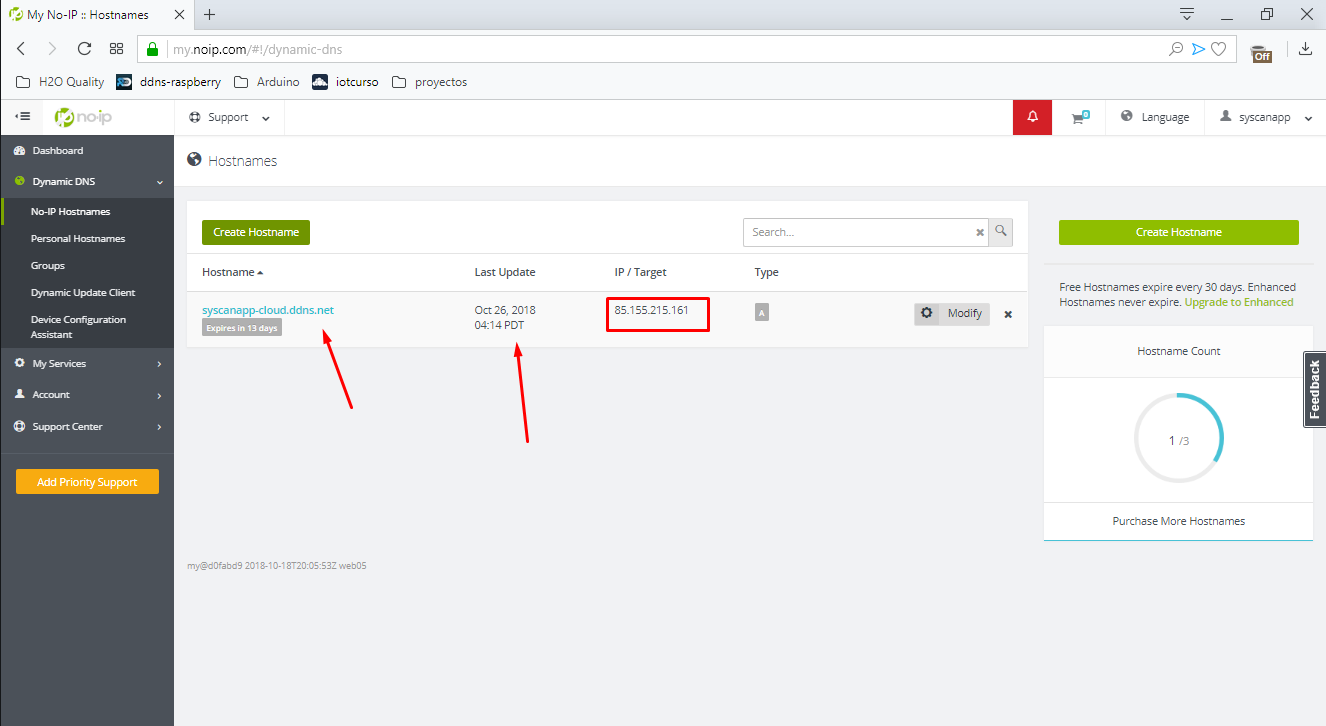 My No-IP :: Hostnames
my.noip.com/#!/dynamic-dns
Off
H2O Quality
ddns-raspberry
Arduino
iotcurso
proyectos
no-ip
Support
0
Language
syscanapp
Dashboard
Dynamic DNS
No-IP Hostnames
Personal Hostnames
Groups
Dynamic Update Client
Device Configuration
Assistant
My Services
Account
Support Center
Add Priority Support
Hostnames
Create Hostname
Search...
Hostname
Last Update
IP / Target
Type
syscanapp-cloud.ddns.net
Expires in 13 days
Oct 26, 2018
04:14 PDT
85.155.215.161
A
Modify
my@d0fabd9 2018-10-18T20:05:53Z web05
Create Hostname
Free Hostnames expire every 30 days. Enhanced
Hostnames never expire. Upgrade to Enhanced
Hostname Count
1 /3
Purchase More Hostnames
Feedback